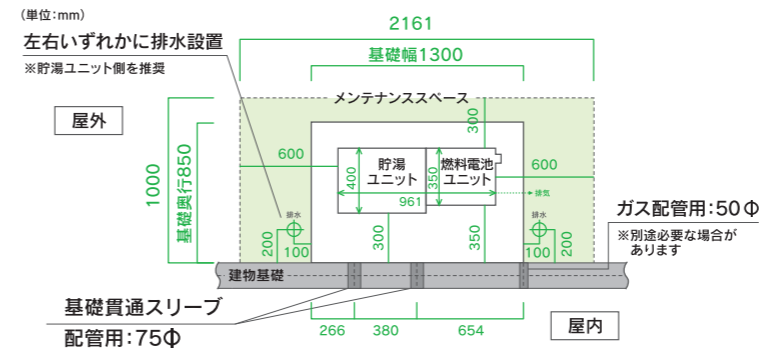 (単位:mm)
2161
左右いずれかに排水設置
※貯湯ユニット側を推奨
基礎幅1300
メンテナンススペース
屋外
300
600
貯湯
ユニット
燃料電池
ユニット
600
400
350
961
排気
1000
基礎奥行850
排水
排水
ガス配管用:50Φ
※別途必要な場合が
あります
200
100
300
350
100
200
建物基礎
基礎貫通スリーブ
配管用:75Φ
266
380
654
屋内